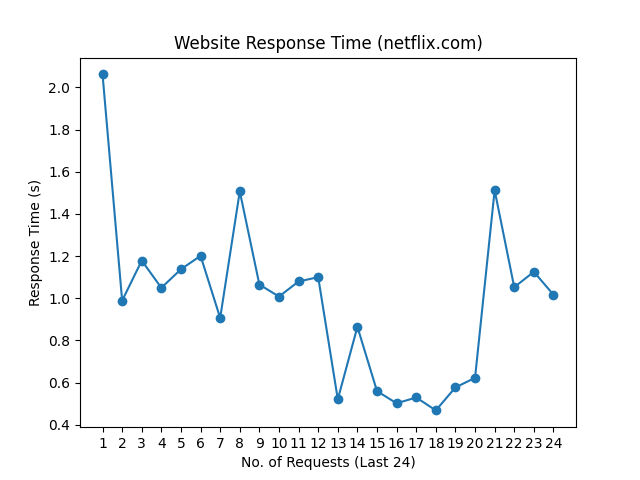 Website Response Time (netflix.com)
Response Time (s)
2.0
1.8
1.6
1.4
1.2
1.0
0.8
0.6
0.4
1 2 3 4 5 6 7 8 9 10 11 12 13 14 15 16 17 18 19 20 21 22 23 24
No. of Requests (Last 24)